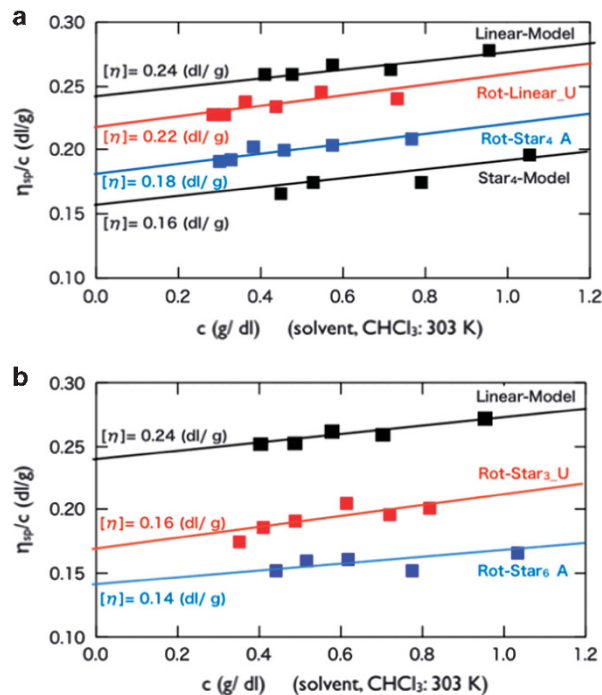 a
0.30
Linear-Model
[η]= 0.24 (dl/ g)
0.25
Rot-Linear_U
[η]= 0.22 (dl/g)
0.20
Rot-Star₄ A
[η]= 0.18 (dl/g)
Star₄-Model
0.15
[η]= 0.16 (dl/g)
0.10
ηsp/c (dl/g)
0.0 0.2 0.4 0.6 0.8 1.0 1.2
c (g/ dl) (solvent, CHCl₃: 303 K)
b
0.30
Linear-Model
[η]= 0.24 (dl/ g)
0.25
Rot-Star₃_U
0.20
[η]= 0.16 (dl/g)
0.15
Rot-Star₆ A
[η]= 0.14 (dl/g)
0.10
ηsp/c (dl/g)
0.0 0.2 0.4 0.6 0.8 1.0 1.2
c (g/ dl) (solvent, CHCl₃: 303 K)